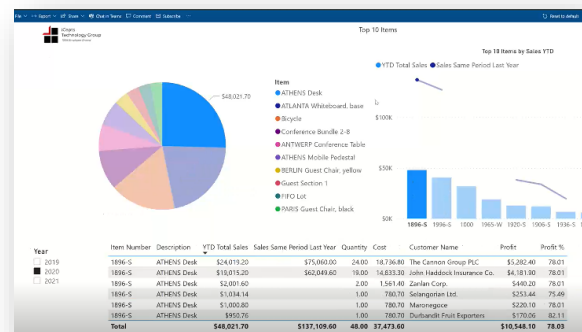 File Export Share Chat in Teams Comment Subscribe ... Reset to default
Technology Group
Top 10 Items
Top 10 Items by Sales YTD
YTD Total Sales Sales Same Period Last Year
$48,021.70
Item
ATHENS Desk
ATLANTA Whiteboard, base
Bicycle
Conference Bundle 2-8
ANTWERP Conference Table
ATHENS Mobile Pedestal
BERLIN Guest Chair, yellow
Guest Section 1
FIFO Lot
PARIS Guest Chair, black
$100K
$50K
$0K
1896-S 1996-S 1000 1965-W 1920-S 1906-S 1936-S
Year
2019
2020
2021
Item Number Description YTD Total Sales Sales Same Period Last Year Quantity Cost Customer Name Profit Profit %
1896-S ATHENS Desk $24,019.20 $75,060.00 24.00 18,736.80 The Cannon Group PLC $5,282.40 78.01
1896-S ATHENS Desk $19,015.20 $62,049.60 19.00 14,833.30 John Haddock Insurance Co. $4,181.90 78.01
1896-S ATHENS Desk $2,001.60 2.00 1,561.40 Zanlan Corp. $440.20 78.01
1896-S ATHENS Desk $1,034.14 1.00 780.70 Selangorian Ltd. $253.44 75.49
1896-S ATHENS Desk $1,000.80 1.00 780.70 Maronegoce $220.10 78.01
1896-S ATHENS Desk $950.76 1.00 780.70 Durbandit Fruit Exporters $170.06 82.11
Total $48,021.70 $137,109.60 48.00 37,473.60 $10,548.10 78.03